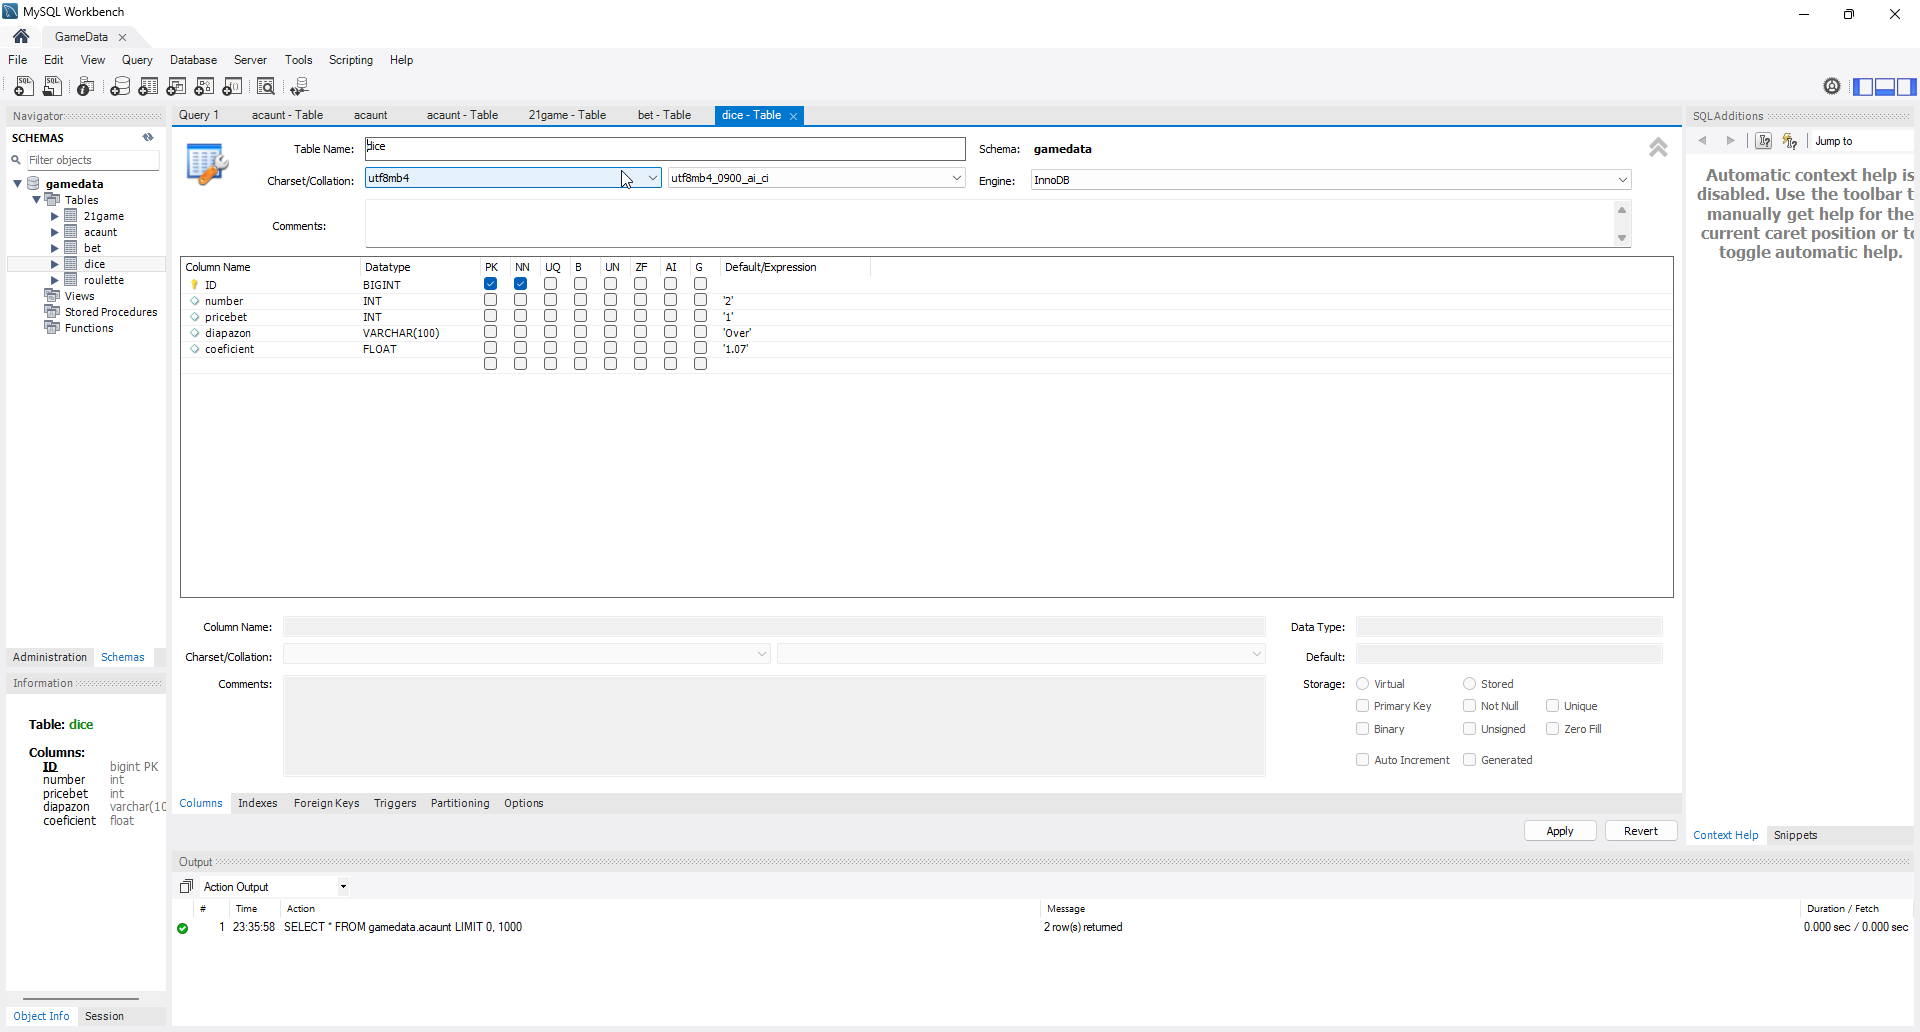 MySQL Workbench
GameData
File Edit View Query Database Server Tools Scripting Help
Navigator
SCHEMAS
Filter objects
gamedata
Tables
21game
acaunt
bet
dice
roulette
Views
Stored Procedures
Functions
Administration Schemas
Information
Table: dice
Columns:
ID bigint PK
number int
pricebet int
diapazon varchar(10
coeficient float
Object Info Session
Query 1 acaunt - Table acaunt acaunt - Table 21game - Table bet - Table dice - Table
Table Name: dice Schema: gamedata
Charset/Collation: utf8mb4 utf8mb4_0900_ai_ci Engine: InnoDB
Comments:
Column Name Datatype PK NN UQ B UN ZF AI G Default/Expression
ID BIGINT
number INT '2'
pricebet INT '1'
diapazon VARCHAR(100) 'Over'
coeficient FLOAT '1.07'
Column Name: Data Type:
Charset/Collation: Default:
Comments: Storage: Virtual Stored
Primary Key Not Null Unique
Binary Unsigned Zero Fill
Auto Increment Generated
Columns Indexes Foreign Keys Triggers Partitioning Options
Apply Revert
Output
Action Output
# Time Action Message Duration / Fetch
1 23:35:58 SELECT * FROM gamedata.acaunt LIMIT 0, 1000 2 row(s) returned 0.000 sec / 0.000 sec
SQLAdditions
Jump to
Automatic context help is
disabled. Use the toolbar t
manually get help for the
current caret position or to
toggle automatic help.
Context Help Snippets